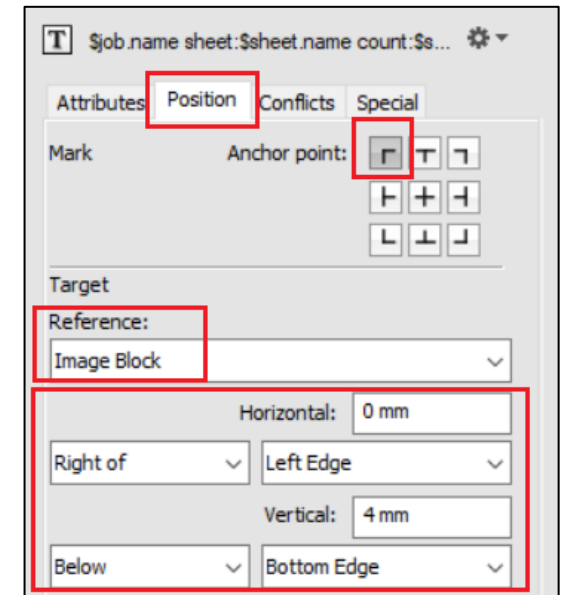 T $job.name sheet:$sheet.name count:$s...
Attributes Position Conflicts Special
Mark Anchor point:
Target
Reference:
Image Block
Horizontal: 0 mm
Right of Left Edge
Vertical: 4 mm
Below Bottom Edge